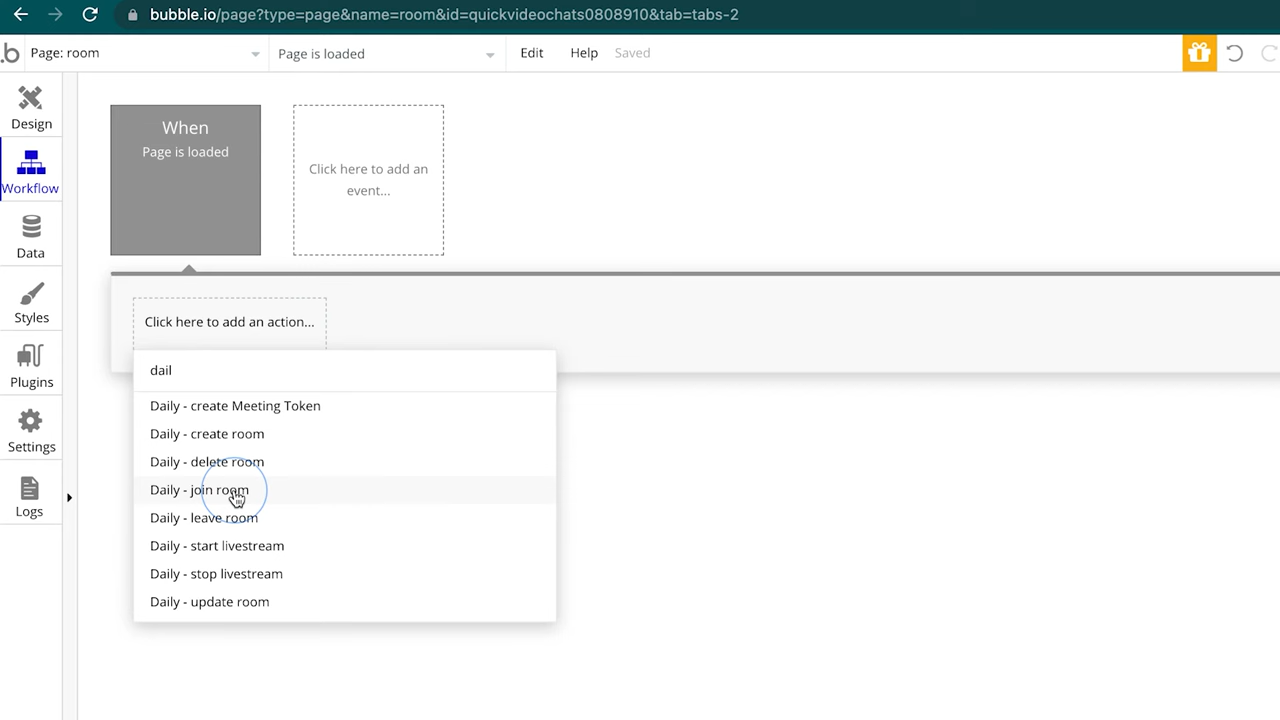 bubble.io/page?type=page&name=room&id=quickvideochats0808910&tab=tabs-2
.b Page: room Page is loaded Edit Help Saved
Design
Workflow
Data
Styles
Plugins
Settings
Logs
When
Page is loaded
Click here to add an
event...
Click here to add an action...
dail
Daily - create Meeting Token
Daily - create room
Daily - delete room
Daily - join room
Daily - leave room
Daily - start livestream
Daily - stop livestream
Daily - update room